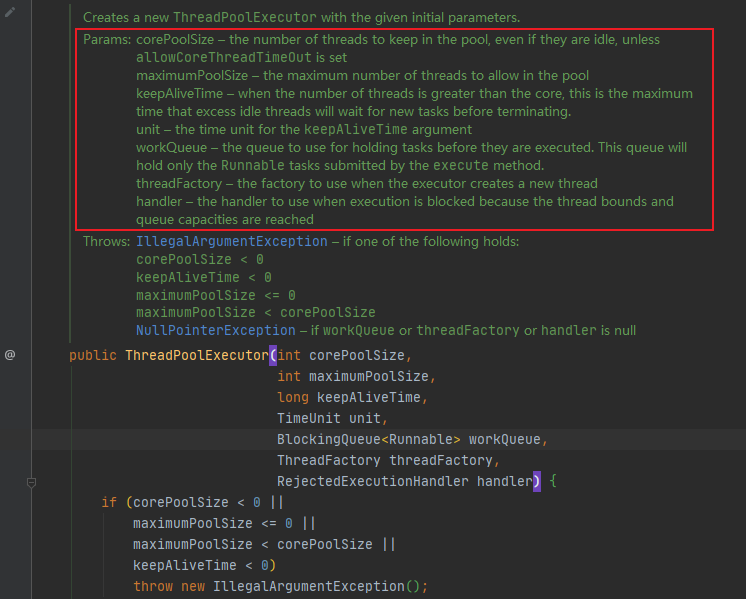 Creates a new ThreadPoolExecutor with the given initial parameters.
Params: corePoolSize – the number of threads to keep in the pool, even if they are idle, unless
allowCoreThreadTimeOut is set
maximumPoolSize – the maximum number of threads to allow in the pool
keepAliveTime – when the number of threads is greater than the core, this is the maximum
time that excess idle threads will wait for new tasks before terminating.
unit – the time unit for the keepAliveTime argument
workQueue – the queue to use for holding tasks before they are executed. This queue will
hold only the Runnable tasks submitted by the execute method.
threadFactory – the factory to use when the executor creates a new thread
handler – the handler to use when execution is blocked because the thread bounds and
queue capacities are reached
Throws: IllegalArgumentException – if one of the following holds:
corePoolSize < 0
keepAliveTime < 0
maximumPoolSize <= 0
maximumPoolSize < corePoolSize
NullPointerException – if workQueue or threadFactory or handler is null
@ public ThreadPoolExecutor(int corePoolSize,
int maximumPoolSize,
long keepAliveTime,
TimeUnit unit,
BlockingQueue<Runnable> workQueue,
ThreadFactory threadFactory,
RejectedExecutionHandler handler) {
if (corePoolSize < 0 ||
maximumPoolSize <= 0 ||
maximumPoolSize < corePoolSize ||
keepAliveTime < 0)
throw new IllegalArgumentException();